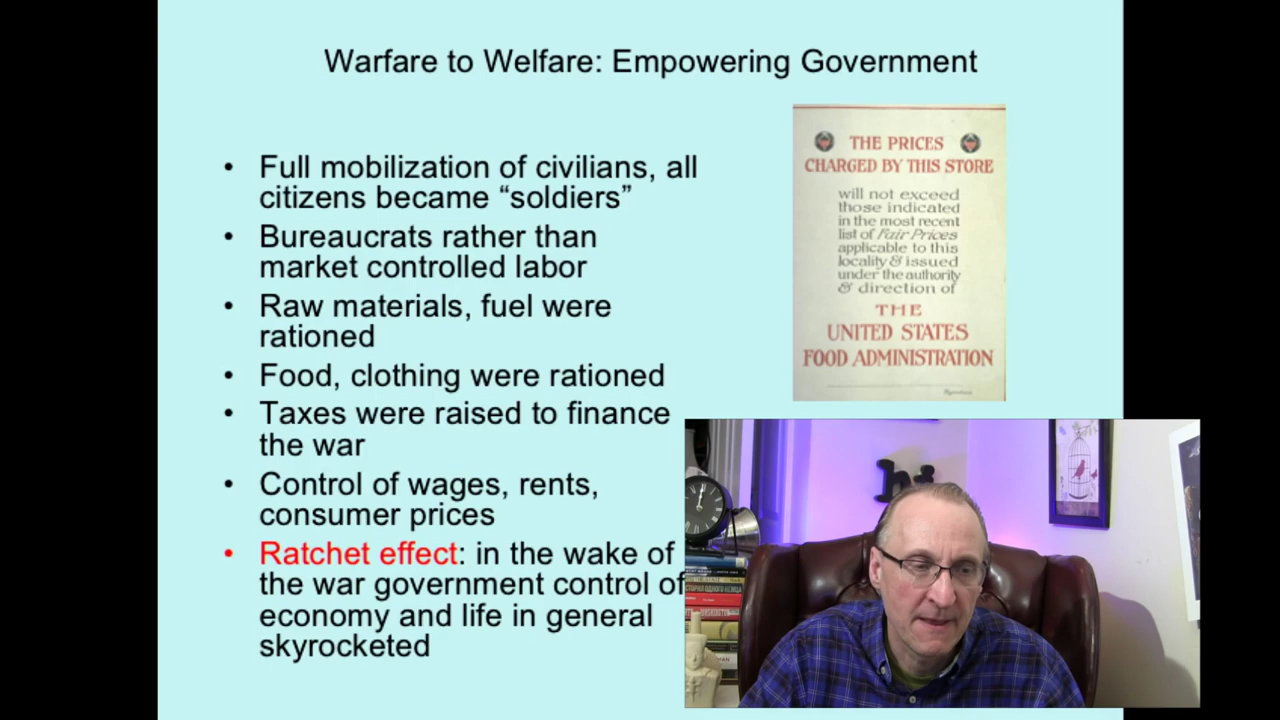 Warfare to Welfare: Empowering Government
• Full mobilization of civilians, all
citizens became “soldiers”
• Bureaucrats rather than
market controlled labor
• Raw materials, fuel were
rationed
• Food, clothing were rationed
• Taxes were raised to finance
the war
• Control of wages, rents,
consumer prices
• Ratchet effect: in the wake of
the war government control of
economy and life in general
skyrocketed
THE PRICES
CHARGED BY THIS STORE
will not exceed
those indicated
in the most recent
list of Fair Prices
applicable to this
locality & issued
under the authority
& direction of
THE
UNITED STATES
FOOD ADMINISTRATION
hi